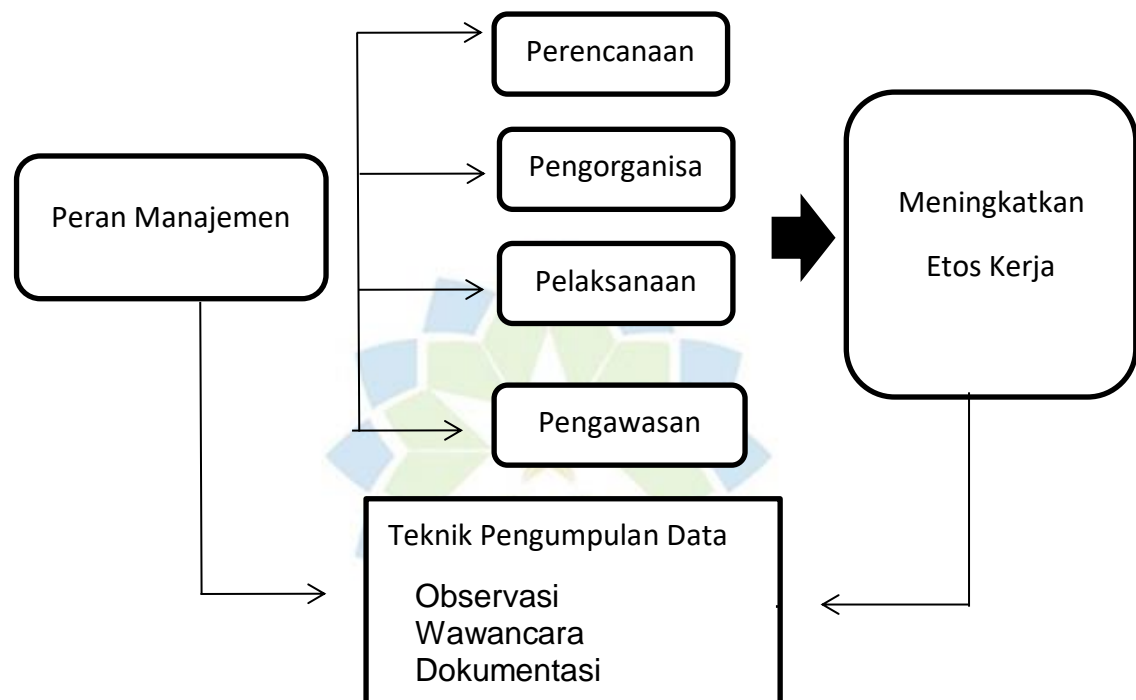 Perencanaan
Pengorganisa
Peran Manajemen
Pelaksanaan
Pengawasan
Meningkatkan
Etos Kerja
Teknik Pengumpulan Data
Observasi
Wawancara
Dokumentasi